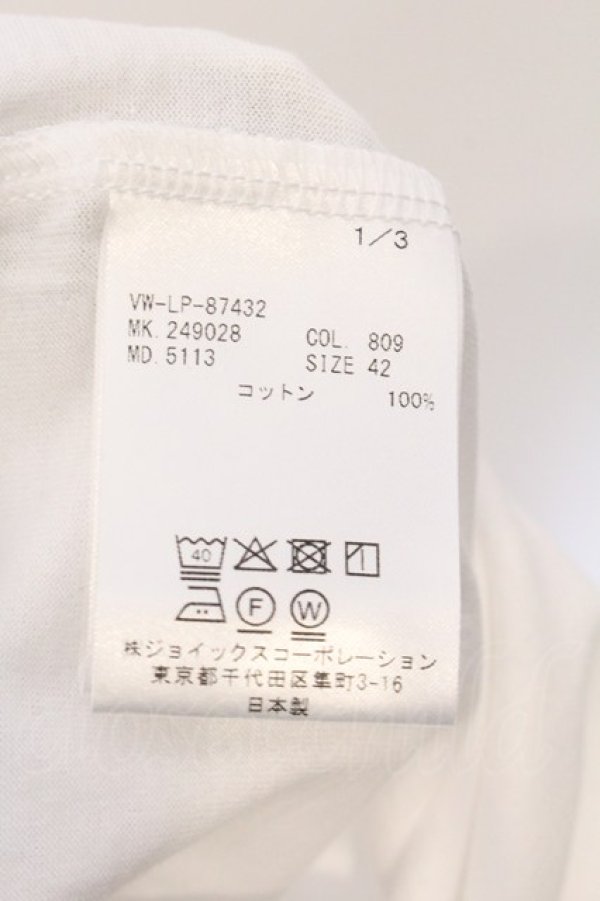 1/3
VW-LP-87432
MK. 249028 COL. 809
MD. 5113 SIZE 42
コットン 100%
40
F W
㈱ジョイックスコーポレーション
東京都千代田区隼町3-16
日本製